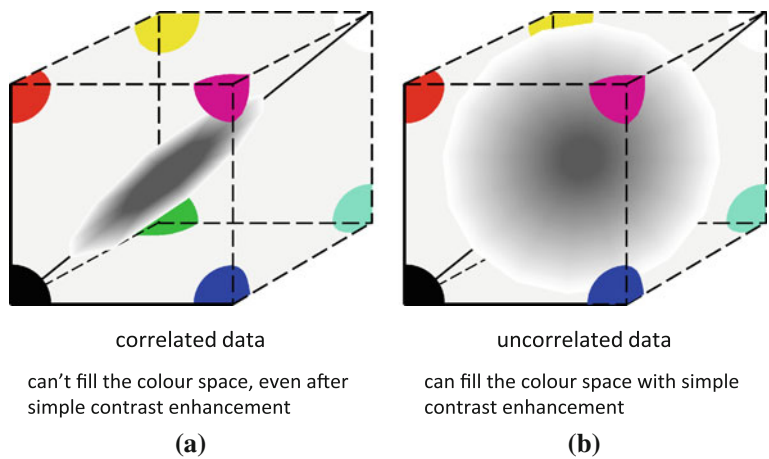 correlated data
can't fill the colour space, even after
simple contrast enhancement
(a)
uncorrelated data
can fill the colour space with simple
contrast enhancement
(b)